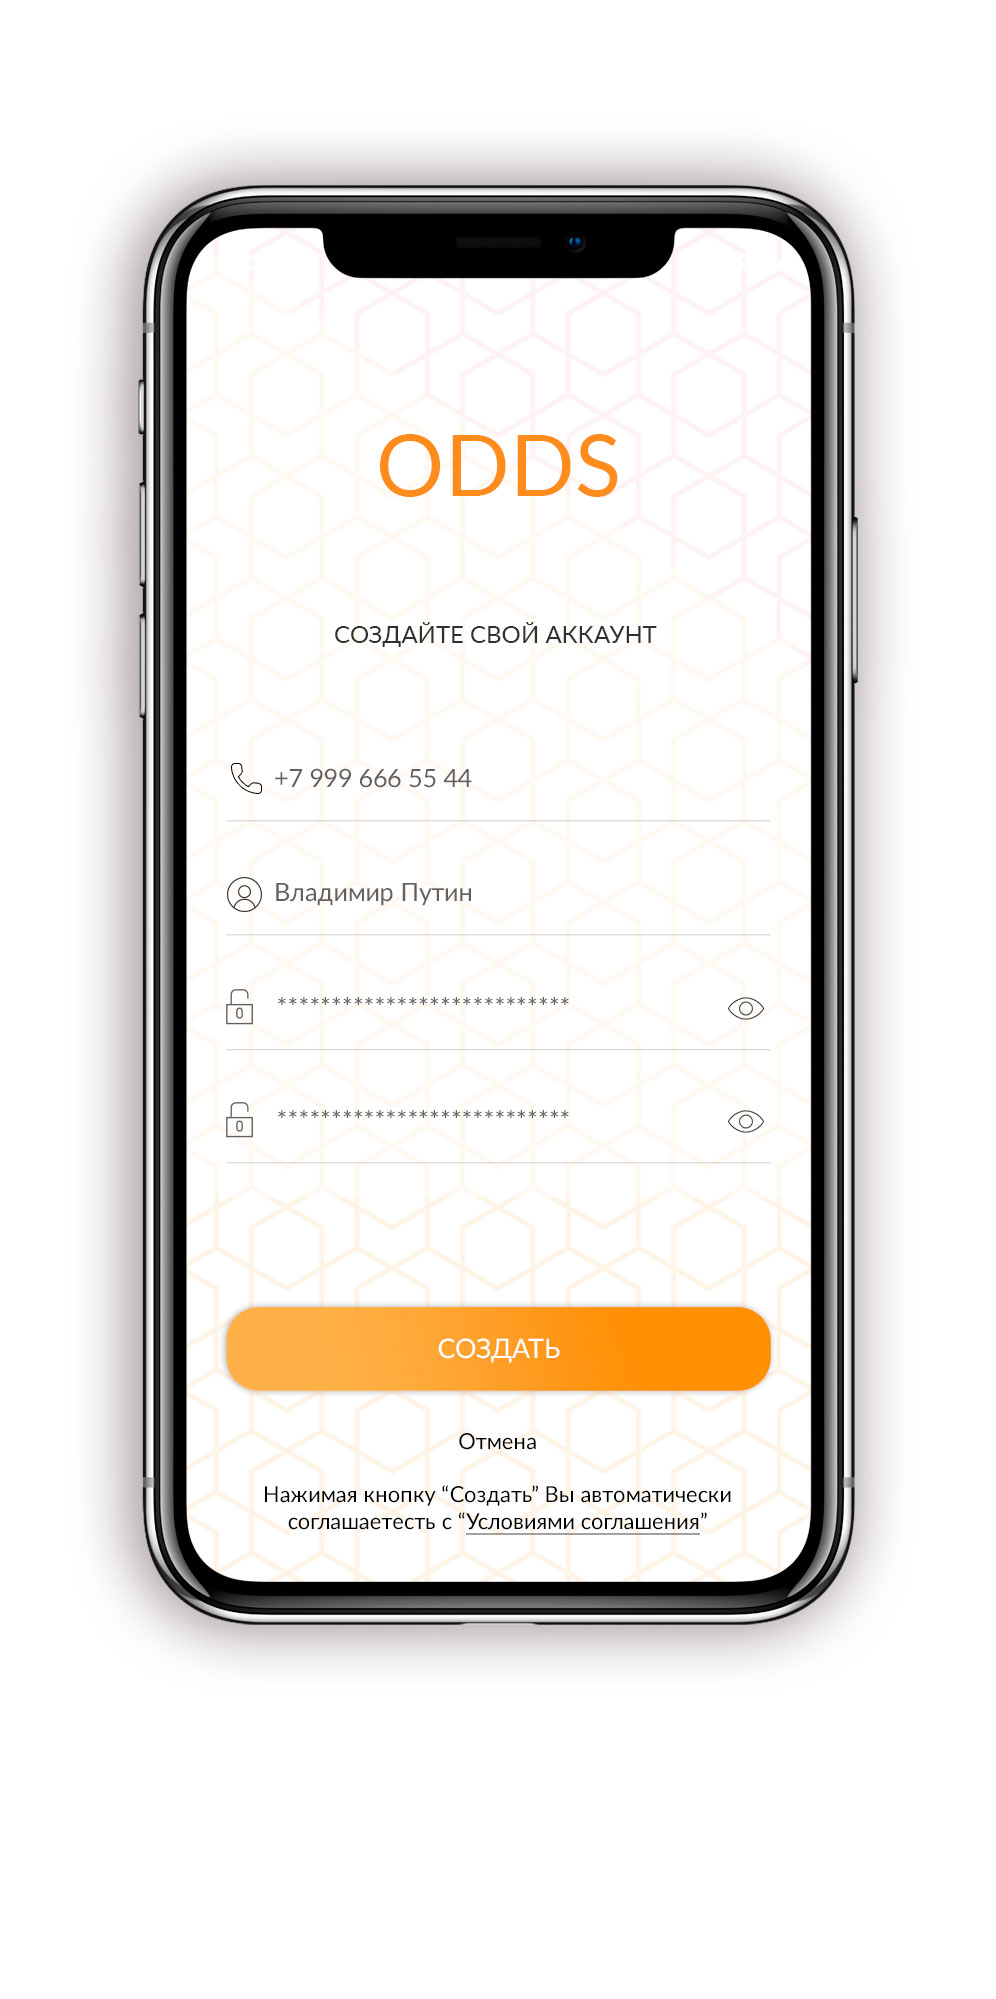 ODDS
СОЗДАЙТЕ СВОЙ АККАУНТ
+7 999 666 55 44
Владимир Путин
***************************
***************************
СОЗДАТЬ
Отмена
Нажимая кнопку “Создать” Вы автоматически
соглашаетесть с “Условиями соглашения”